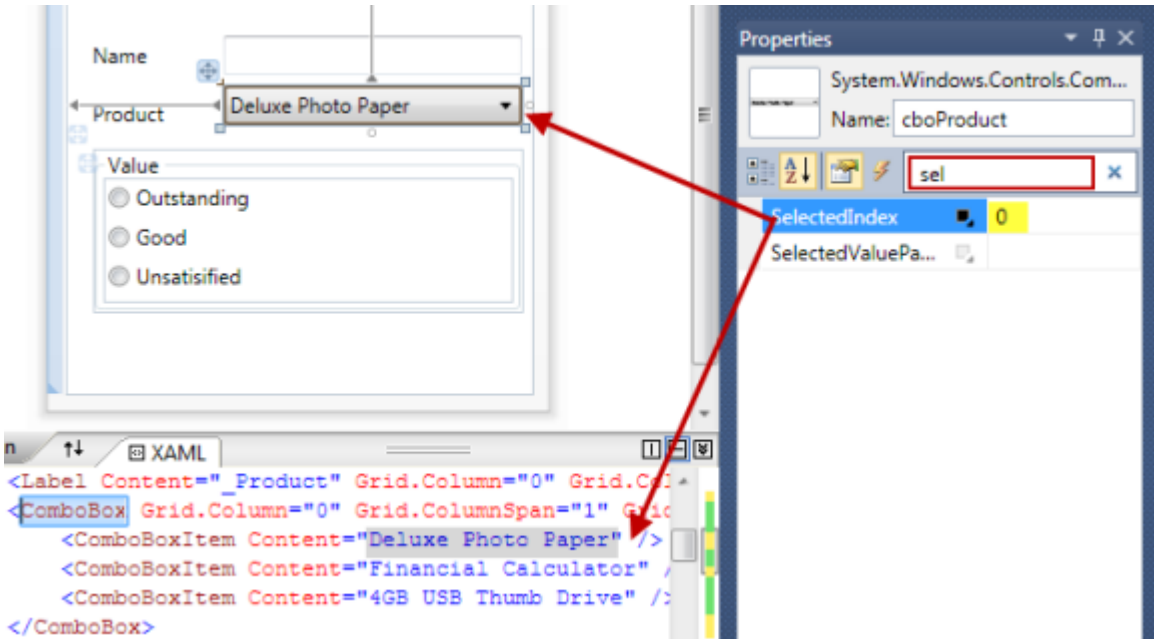 Name
Product
Deluxe Photo Paper
Value
Outstanding
Good
Unsatisified
Properties
System.Windows.Controls.Com...
Name: cboProduct
sel
SelectedIndex 0
SelectedValuePa...
n
XAML
<Label Content="_Product" Grid.Column="0" Grid.Col
<ComboBox Grid.Column="0" Grid.ColumnSpan="1" Grid
<ComboBoxItem Content="Deluxe Photo Paper" />
<ComboBoxItem Content="Financial Calculator" /
<ComboBoxItem Content="4GB USB Thumb Drive" />
</ComboBox>